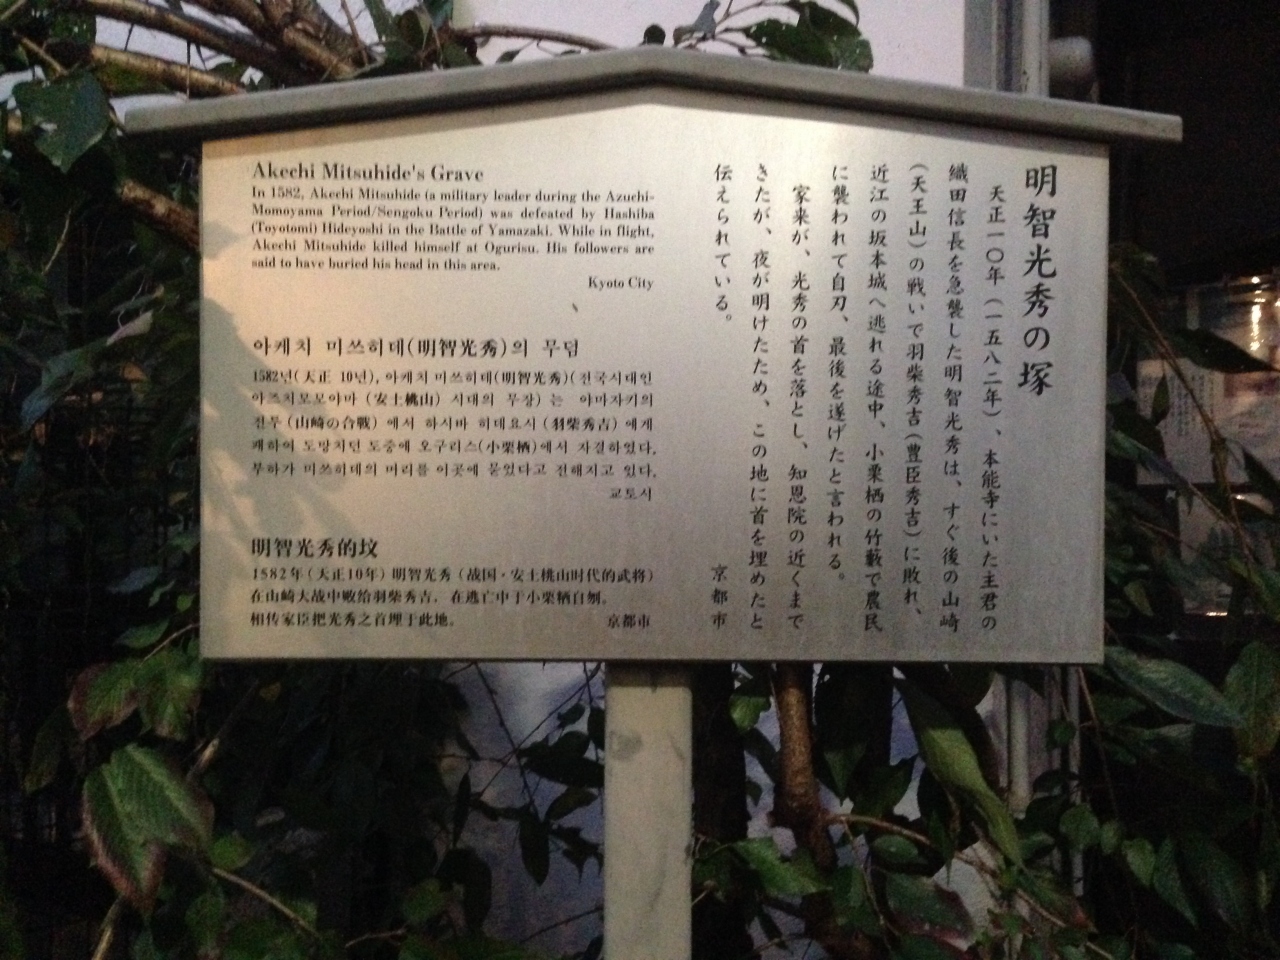 明智光秀の塚
天正一〇年（一五八二年）、本能寺にいた主君の
織田信長を急襲した明智光秀は、すぐ後の山崎
（天王山）の戦いで羽柴秀吉（豊臣秀吉）に敗れ、
近江の坂本城へ逃れる途中、小栗栖の竹藪で農民
に襲われて自刃、最後を遂げたと言われる。
家来が、光秀の首を落とし、知恩院の近くまで
きたが、夜が明けたため、この地に首を埋めたと
伝えられている。
京都市
Akechi Mitsuhide's Grave
In 1582, Akechi Mitsuhide (a military leader during the Azuchi-
Momoyama Period/Sengoku Period) was defeated by Hashiba
(Toyotomi) Hideyoshi in the Battle of Yamazaki. While in flight,
Akechi Mitsuhide killed himself at Ogurisu. His followers are
said to have buried his head in this area.
Kyoto City
아케치 미쓰히데(明智光秀)의 무덤
1582년(天正 10년), 아케치 미쓰히데(明智光秀)(전국시대인
아즈치모모야마 (安土桃山) 시대의 무장) 는 야마자키의
전투 (山崎の合戰) 에서 하시바 히데요시 (羽柴秀吉) 에게
패하여 도망치던 도중에 오구리스(小栗栖)에서 자결하였다.
부하가 미쓰히데의 머리를 이곳에 묻었다고 전해지고 있다.
교토시
明智光秀的坟
1582年（天正10年）明智光秀（战国・安土桃山时代的武将）
在山崎大战中败给羽柴秀吉，在逃亡中于小栗栖自刎。
相传家臣把光秀之首埋于此地。
京都市